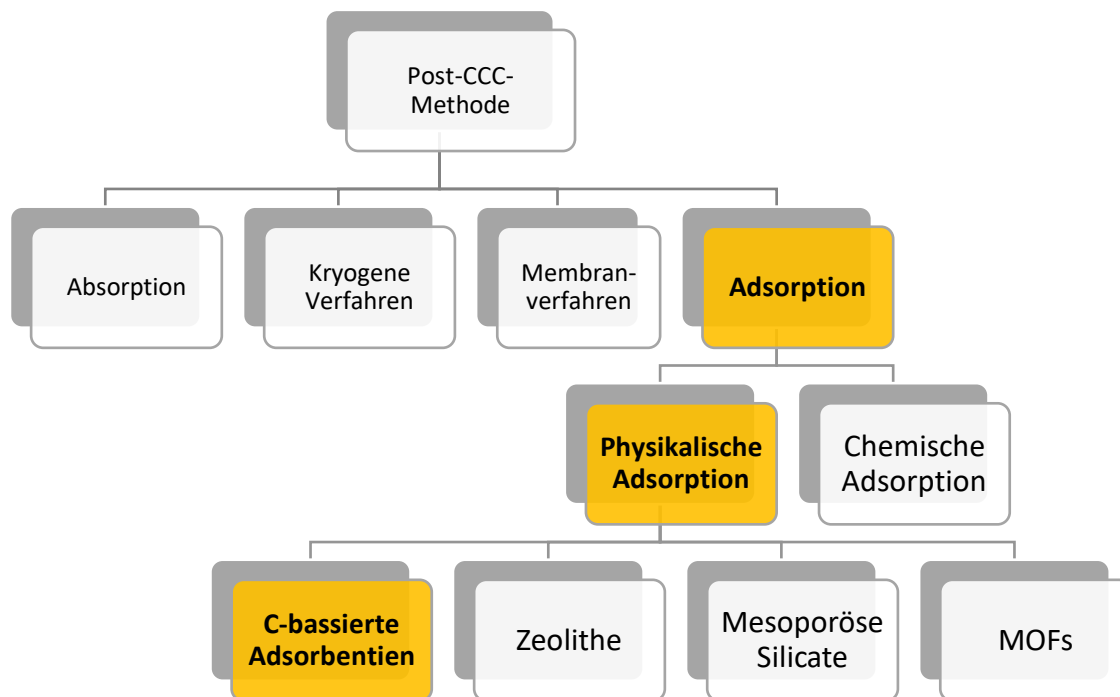 Post-CCC-
Methode
Absorption
Kryogene
Verfahren
Membran-
verfahren
Adsorption
Physikalische
Adsorption
Chemische
Adsorption
C-bassierte
Adsorbentien
Zeolithe
Mesoporöse
Silicate
MOFs